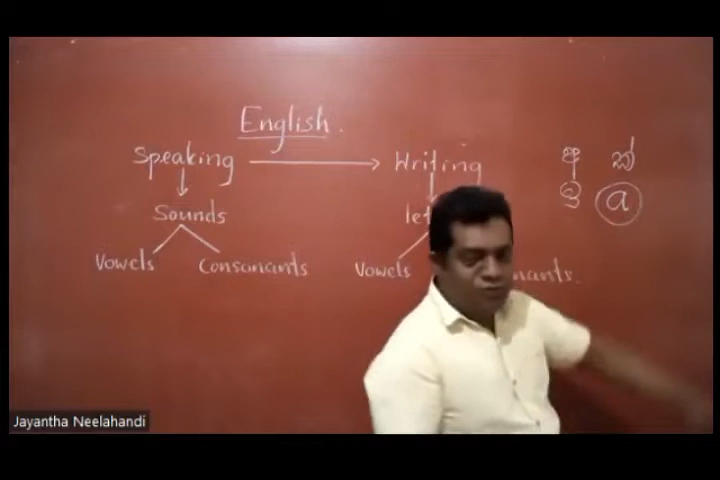 English.
Speaking → Writing
Sounds
Vowels Consonants Vowels
අ ක්
ඉ a
Jayantha Neelahandi